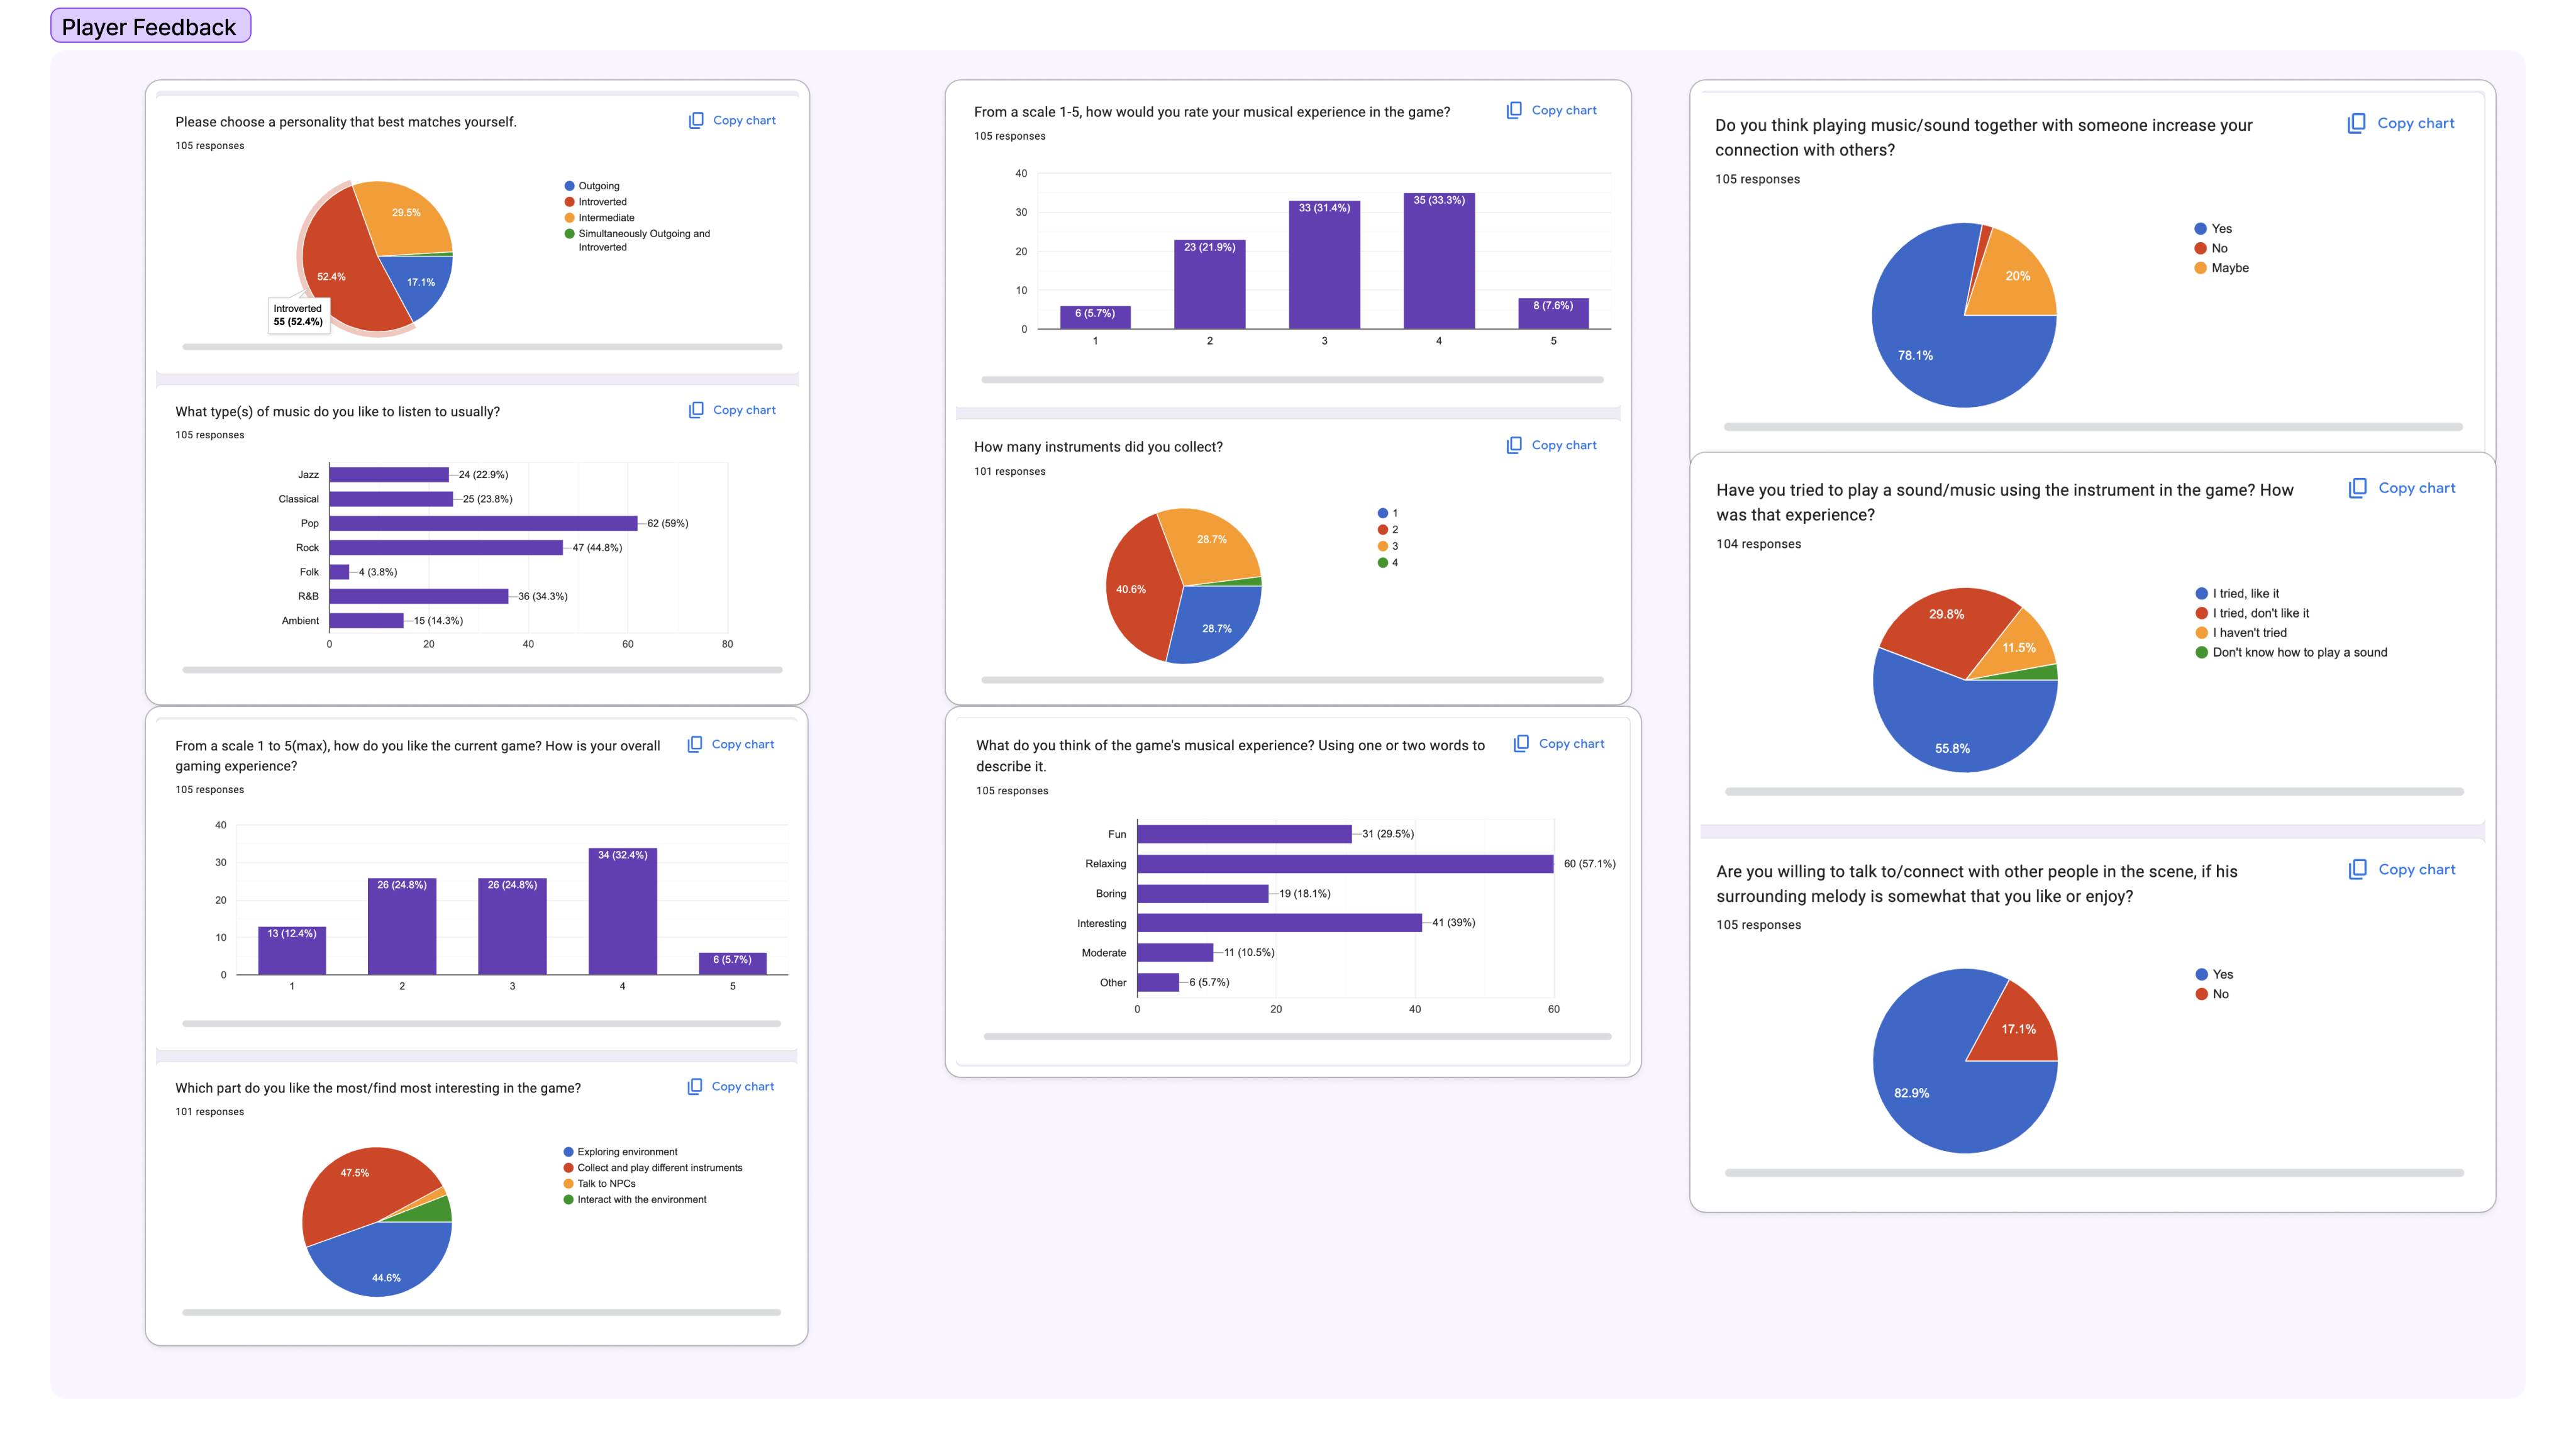 Player Feedback
Please choose a personality that best matches yourself.
Copy chart
105 responses
Outgoing
Introverted
Intermediate
Simultaneously Outgoing and
Introverted
29.5%
52.4%
17.1%
Introverted
55 (52.4%)
What type(s) of music do you like to listen to usually?
Copy chart
105 responses
Jazz
24 (22.9%)
Classical
25 (23.8%)
Pop
62 (59%)
Rock
47 (44.8%)
Folk
4 (3.8%)
R&B
36 (34.3%)
Ambient
15 (14.3%)
0 20 40 60 80
From a scale 1 to 5(max), how do you like the current game? How is your overall
gaming experience?
Copy chart
105 responses
40
30
20
10
0
13 (12.4%)
26 (24.8%)
26 (24.8%)
34 (32.4%)
6 (5.7%)
1 2 3 4 5
Which part do you like the most/find most interesting in the game?
Copy chart
101 responses
Exploring environment
Collect and play different instruments
Talk to NPCs
Interact with the environment
47.5%
44.6%
From a scale 1-5, how would you rate your musical experience in the game?
Copy chart
105 responses
40
30
20
10
0
6 (5.7%)
23 (21.9%)
33 (31.4%)
35 (33.3%)
8 (7.6%)
1 2 3 4 5
How many instruments did you collect?
Copy chart
101 responses
1
2
3
4
28.7%
40.6%
28.7%
What do you think of the game's musical experience? Using one or two words to
describe it.
Copy chart
105 responses
Fun
31 (29.5%)
Relaxing
60 (57.1%)
Boring
19 (18.1%)
Interesting
41 (39%)
Moderate
11 (10.5%)
Other
6 (5.7%)
0 20 40 60
Do you think playing music/sound together with someone increase your
connection with others?
Copy chart
105 responses
Yes
No
Maybe
20%
78.1%
Have you tried to play a sound/music using the instrument in the game? How
was that experience?
Copy chart
104 responses
I tried, like it
I tried, don't like it
I haven't tried
Don't know how to play a sound
29.8%
11.5%
55.8%
Are you willing to talk to/connect with other people in the scene, if his
surrounding melody is somewhat that you like or enjoy?
Copy chart
105 responses
Yes
No
17.1%
82.9%